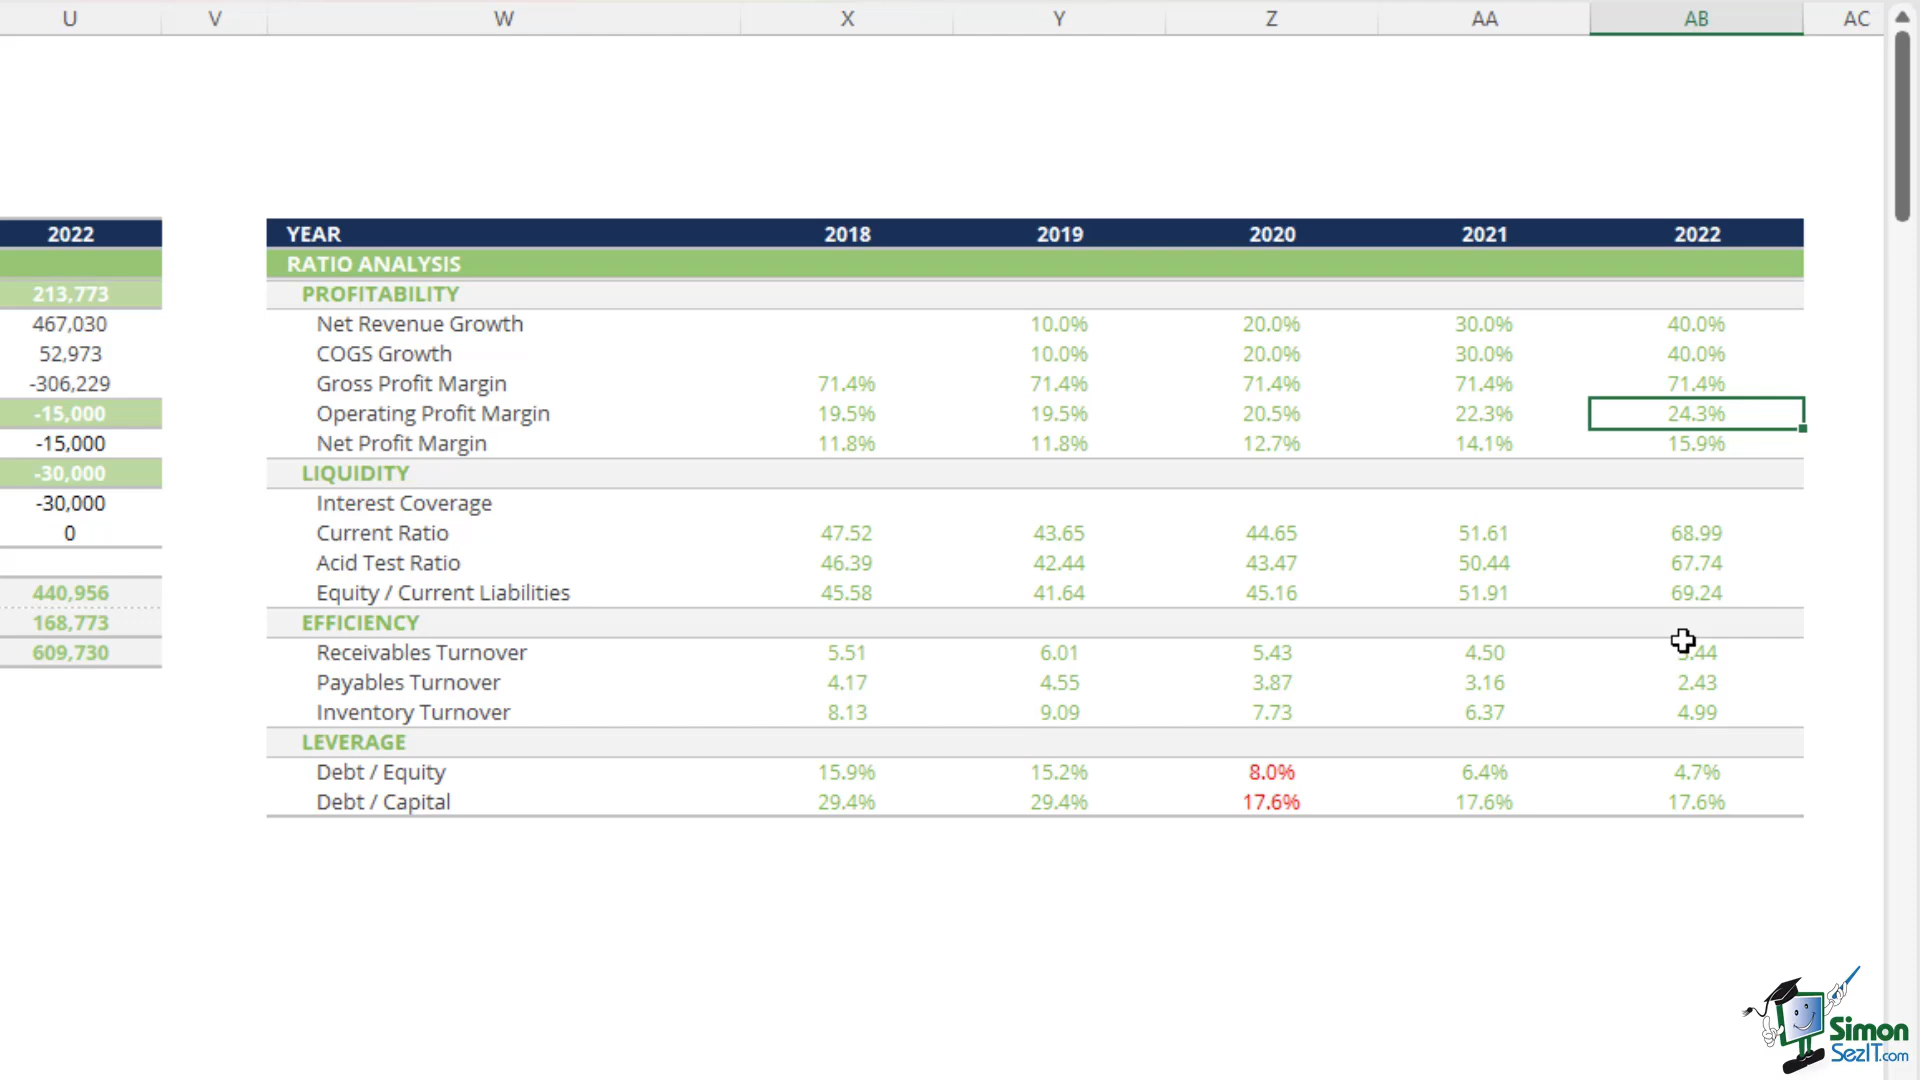 U V W X Y Z AA AB AC
2022 YEAR 2018 2019 2020 2021 2022
RATIO ANALYSIS
213,773 PROFITABILITY
467,030 Net Revenue Growth 10.0% 20.0% 30.0% 40.0%
52,973 COGS Growth 10.0% 20.0% 30.0% 40.0%
-306,229 Gross Profit Margin 71.4% 71.4% 71.4% 71.4% 71.4%
-15,000 Operating Profit Margin 19.5% 19.5% 20.5% 22.3% 24.3%
-15,000 Net Profit Margin 11.8% 11.8% 12.7% 14.1% 15.9%
-30,000 LIQUIDITY
-30,000 Interest Coverage
0 Current Ratio 47.52 43.65 44.65 51.61 68.99
Acid Test Ratio 46.39 42.44 43.47 50.44 67.74
440,956 Equity / Current Liabilities 45.58 41.64 45.16 51.91 69.24
168,773 EFFICIENCY
609,730 Receivables Turnover 5.51 6.01 5.43 4.50
Payables Turnover 4.17 4.55 3.87 3.16 2.43
Inventory Turnover 8.13 9.09 7.73 6.37 4.99
LEVERAGE
Debt / Equity 15.9% 15.2% 8.0% 6.4% 4.7%
Debt / Capital 29.4% 29.4% 17.6% 17.6% 17.6%
Simon
SezIT.com